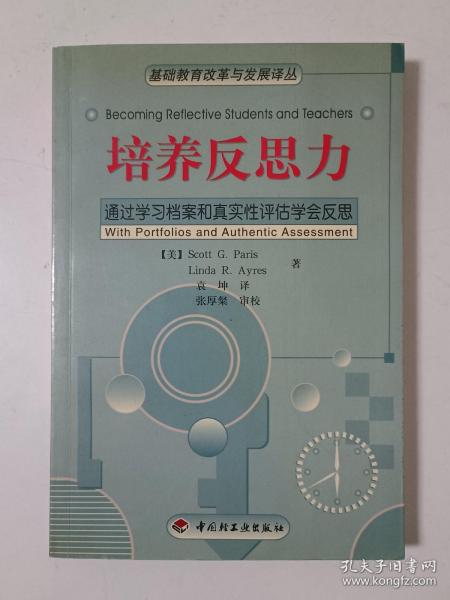 基础教育改革与发展译丛
Becoming Reflective Students and Teachers
培养反思力
通过学习档案和真实性评估学会反思
With Portfolios and Authentic Assessment
【美】Scott G. Paris
Linda R. Ayres 著
袁 坤 译
张厚粲 审校
中国轻工业出版社
孔夫子旧书网
www.kongfz.com